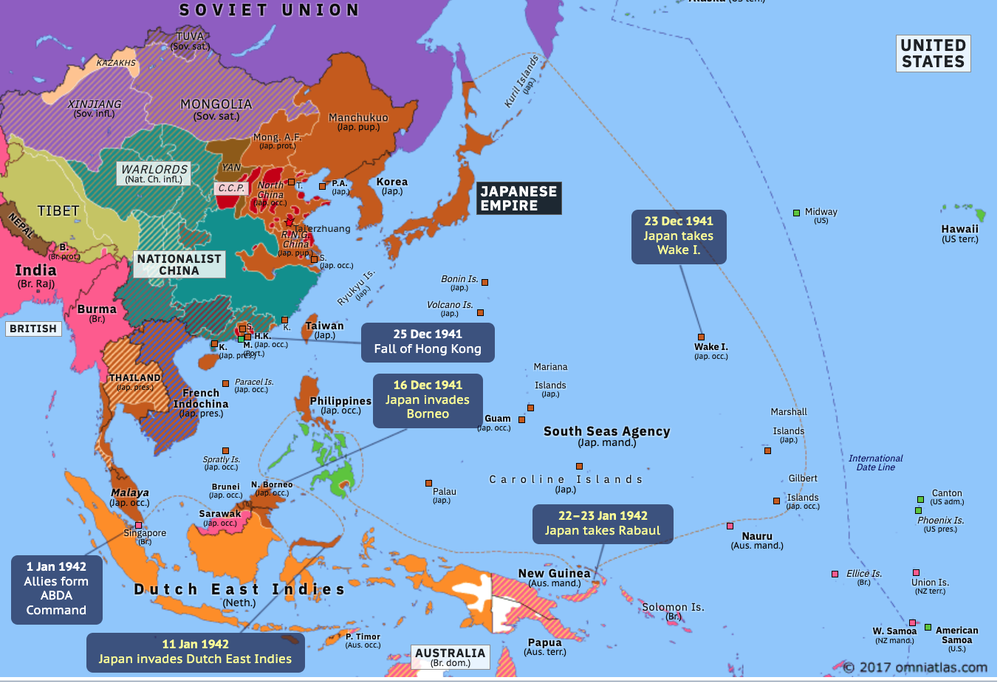 Alaska (US terr.)
SOVIET UNION
TUVA
(Sov. sat.)
KAZAKHS
UNITED
STATES
XINJIANG
(Sov. infl.)
MONGOLIA
(Sov. sat.)
Kuril Islands
(Jap.)
Manchukuo
(Jap. pup.)
Mong. A.F.
(Jap. prot.)
WARLORDS
(Nat. Ch. infl.)
YAN
C.C.P.
North
China
(Jap. occ.)
T.
P.A.
(Jap.)
Korea
(Jap.)
JAPANESE
EMPIRE
TIBET
NEPAL
Tai'erzhuang
R.N.G.
China
(Jap. pup.)
S.
(Jap. occ.)
23 Dec 1941
Japan takes
Wake I.
Midway
(US)
Hawaii
(US terr.)
B.
(Br. prot.)
India
(Br. Raj)
NATIONALIST
CHINA
Ryukyu Is.
(Jap.)
Bonin Is.
(Jap.)
Volcano Is.
(Jap.)
Burma
(Br.)
BRITISH
S.
K.
Taiwan
(Jap.)
H.K.
(Jap. occ.)
M.
(Port.)
K.
(Jap. pres.)
25 Dec 1941
Fall of Hong Kong
Wake I.
(Jap. occ.)
THAILAND
(Jap. pres.)
French
Indochina
(Jap. pres.)
Paracel Is.
(Jap. occ.)
Philippines
(Jap. occ.)
16 Dec 1941
Japan invades
Borneo
Mariana
Islands
(Jap.)
Guam
(Jap. occ.)
South Seas Agency
(Jap. mand.)
Marshall
Islands
(Jap.)
Spratly Is.
(Jap. occ.)
International
Date Line
Caroline Islands
(Jap.)
Palau
(Jap.)
Gilbert
Islands
(Jap. occ.)
Canton
(US adm.)
Phoenix Is.
(US pres.)
Malaya
(Jap. occ.)
Brunei
(Jap. occ.)
N. Borneo
(Jap. occ.)
Sarawak
(Jap. occ.)
Singapore
(Br.)
22–23 Jan 1942
Japan takes Rabaul
Nauru
(Aus. mand.)
1 Jan 1942
Allies form
ABDA
Command
Dutch East Indies
(Neth.)
New Guinea
(Aus. mand.)
Ellice Is.
(Br.)
Union Is.
(NZ terr.)
Solomon Is.
(Br.)
11 Jan 1942
Japan invades Dutch East Indies
P. Timor
(Aus. occ.)
AUSTRALIA
(Br. dom.)
Papua
(Aus. terr.)
W. Samoa
(NZ mand.)
American
Samoa
(U.S.)
© 2017 omniatlas.com